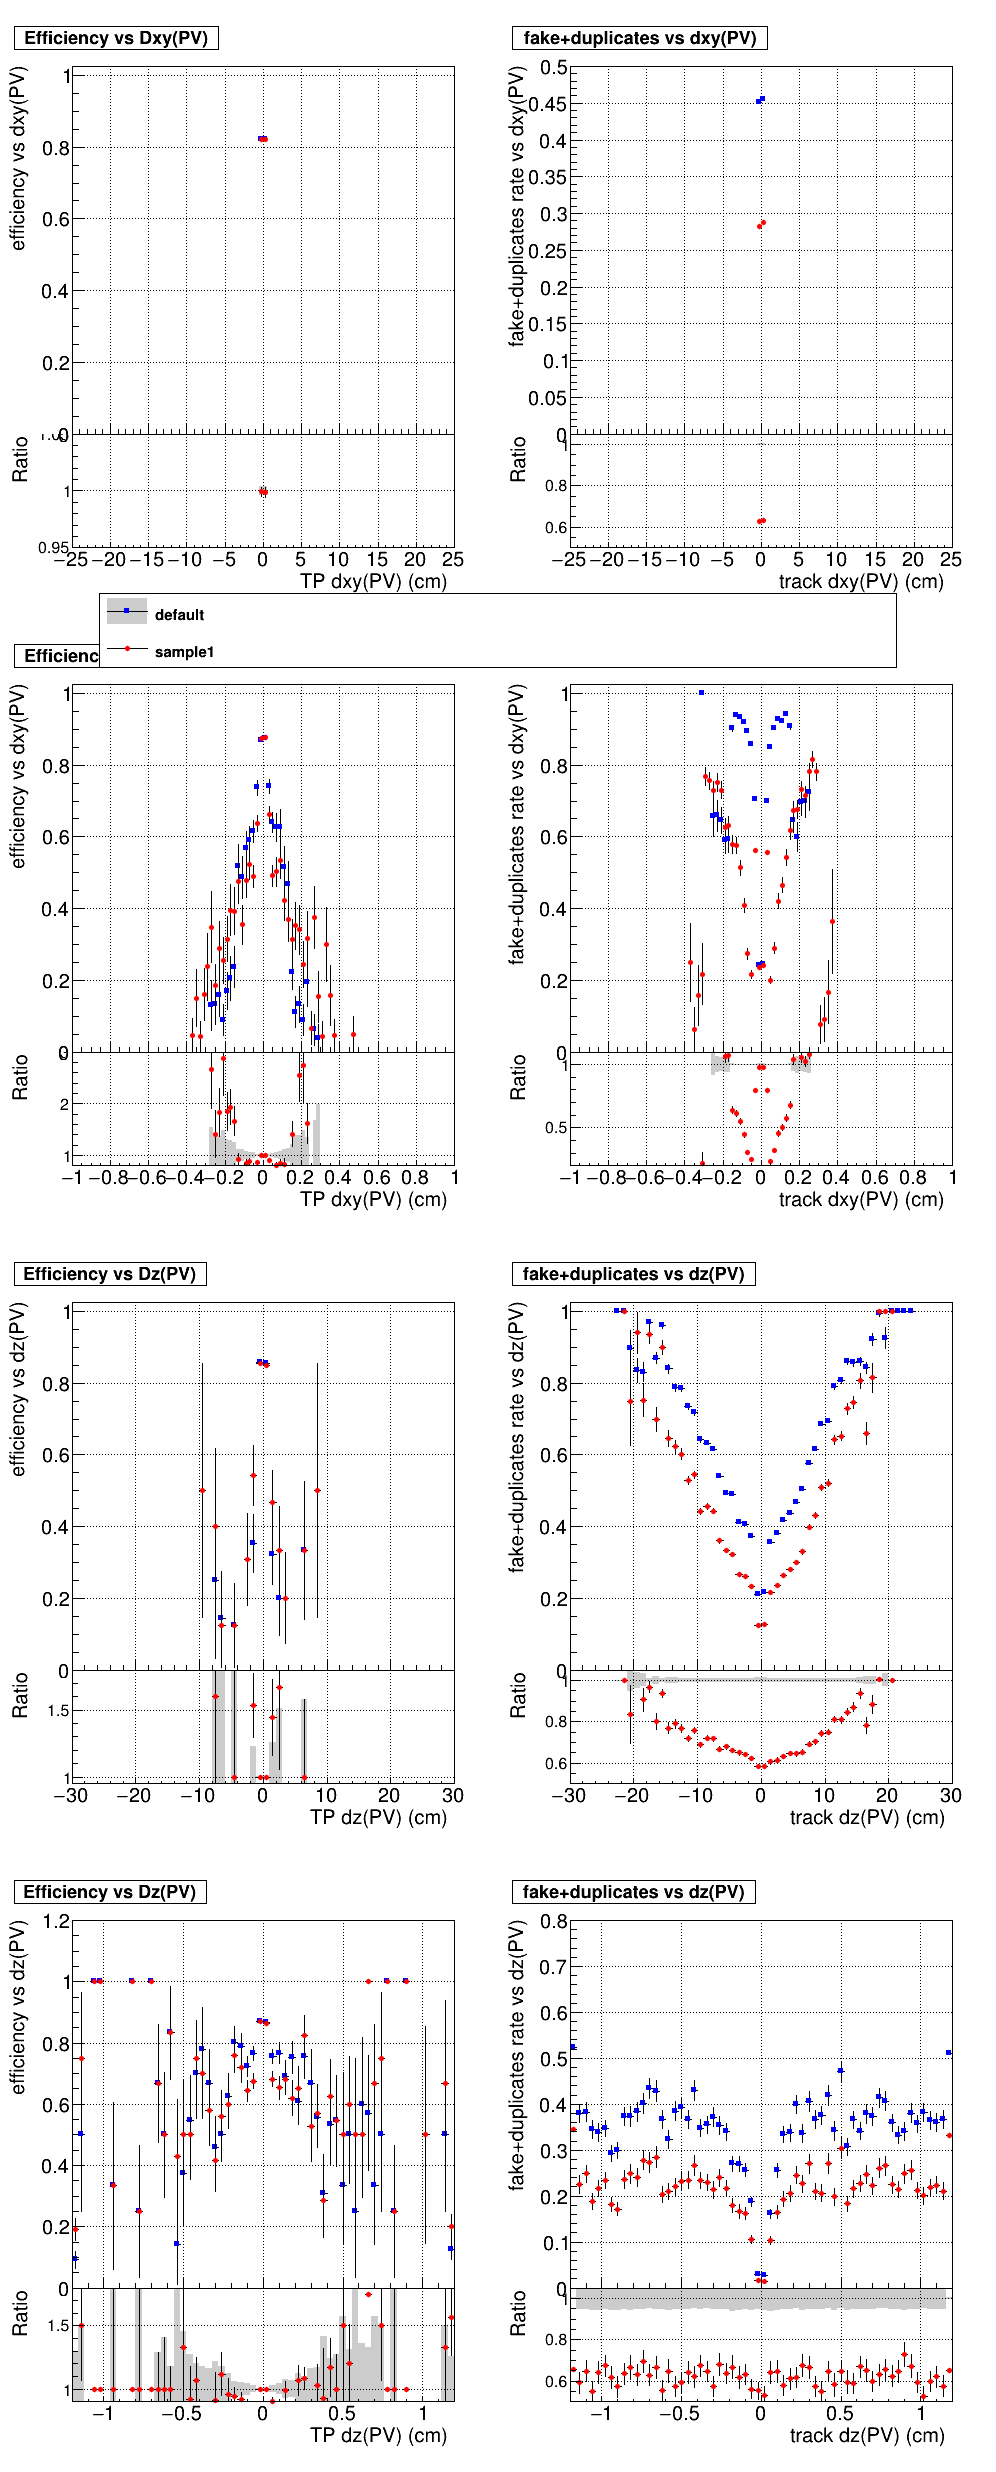 Efficiency vs Dxy(PV)
fake+duplicates vs dxy(PV)
efficiency vs dxy(PV)
1
0.8
0.6
0.4
0.2
0
fake+duplicates rate vs dxy(PV)
0.5
0.45
0.4
0.35
0.3
0.25
0.2
0.15
0.1
0.05
0
Ratio
1
0.95
−25 −20 −15 −10 −5 0 5 10 15 20 25
TP dxy(PV) (cm)
Ratio
1
0.8
0.6
−25 −20 −15 −10 −5 0 5 10 15 20 25
track dxy(PV) (cm)
default
sample1
Efficienc
efficiency vs dxy(PV)
1
0.8
0.6
0.4
0.2
0
fake+duplicates rate vs dxy(PV)
1
0.8
0.6
0.4
0.2
0
Ratio
2
1
−1 −0.8 −0.6 −0.4 −0.2 0 0.2 0.4 0.6 0.8 1
TP dxy(PV) (cm)
Ratio
1
0.5
−1 −0.8 −0.6 −0.4 −0.2 0 0.2 0.4 0.6 0.8 1
track dxy(PV) (cm)
Efficiency vs Dz(PV)
fake+duplicates vs dz(PV)
efficiency vs dz(PV)
1
0.8
0.6
0.4
0.2
0
fake+duplicates rate vs dz(PV)
1
0.8
0.6
0.4
0.2
0
Ratio
1.5
1
−30 −20 −10 0 10 20 30
TP dz(PV) (cm)
Ratio
1
0.8
0.6
−30 −20 −10 0 10 20 30
track dz(PV) (cm)
Efficiency vs Dz(PV)
fake+duplicates vs dz(PV)
efficiency vs dz(PV)
1.2
1
0.8
0.6
0.4
0.2
0
fake+duplicates rate vs dz(PV)
0.8
0.7
0.6
0.5
0.4
0.3
0.2
0.1
0
Ratio
1.5
1
−1 −0.5 0 0.5 1
TP dz(PV) (cm)
Ratio
1
0.8
0.6
−1 −0.5 0 0.5 1
track dz(PV) (cm)